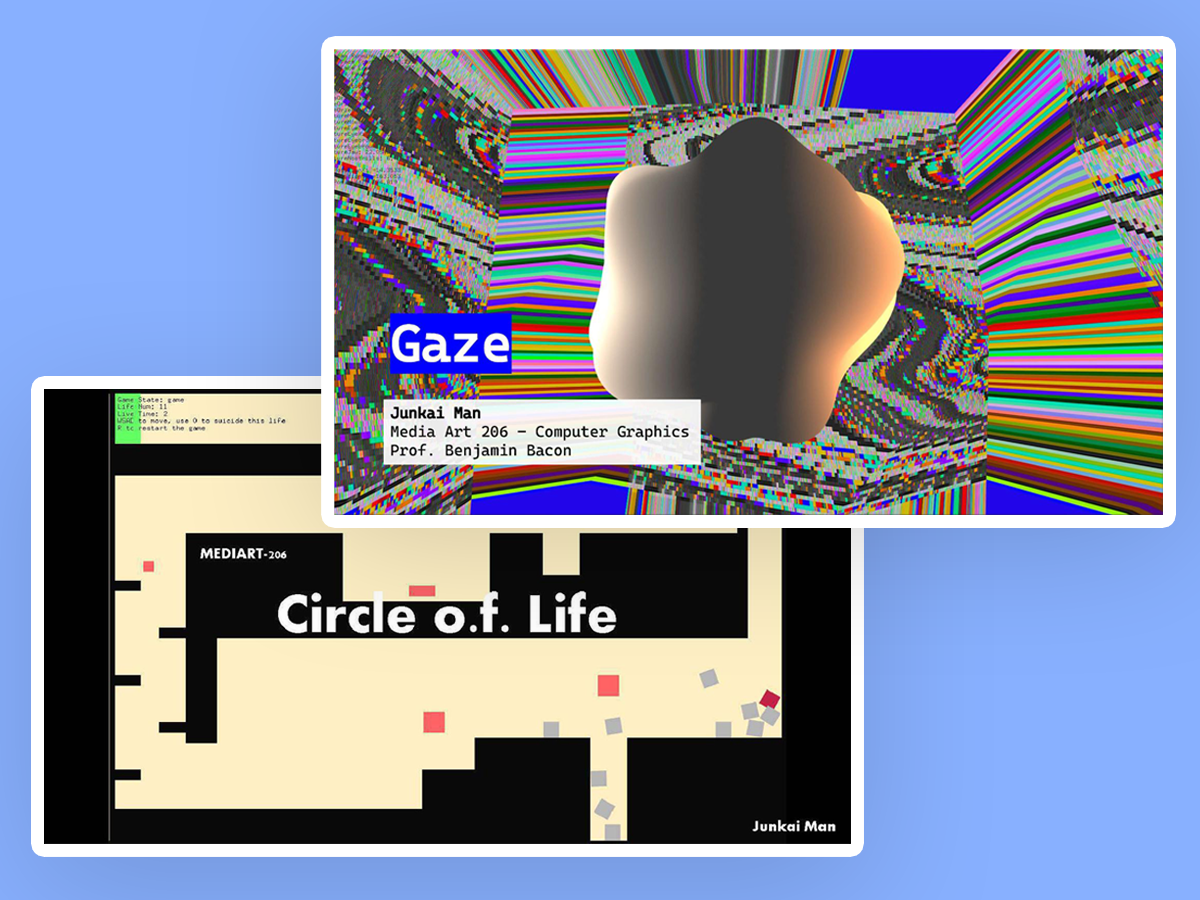 Gaze
Junkai Man
Media Art 206 – Computer Graphics
Prof. Benjamin Bacon
Game State: game
Life Num: 11
Live Time: 2
to move, use 0 to suicide this life
R to restart the game
MEDIART-206
Circle o.f. Life
Junkai Man